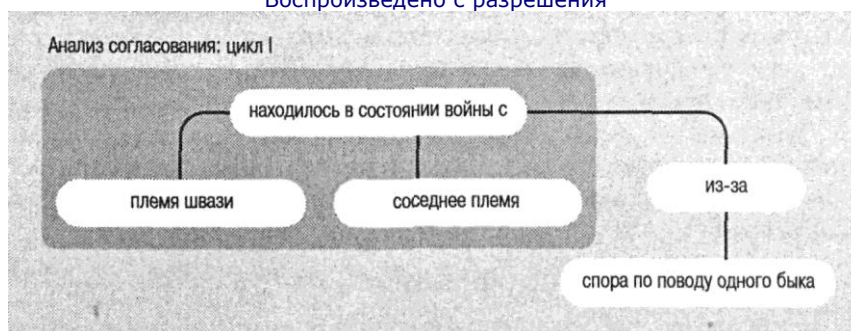 Воспроизведено с разрешения
Анализ согласования: цикл I
находилось в состоянии войны с
племя швази
соседнее племя
из-за
спора по поводу одного быка